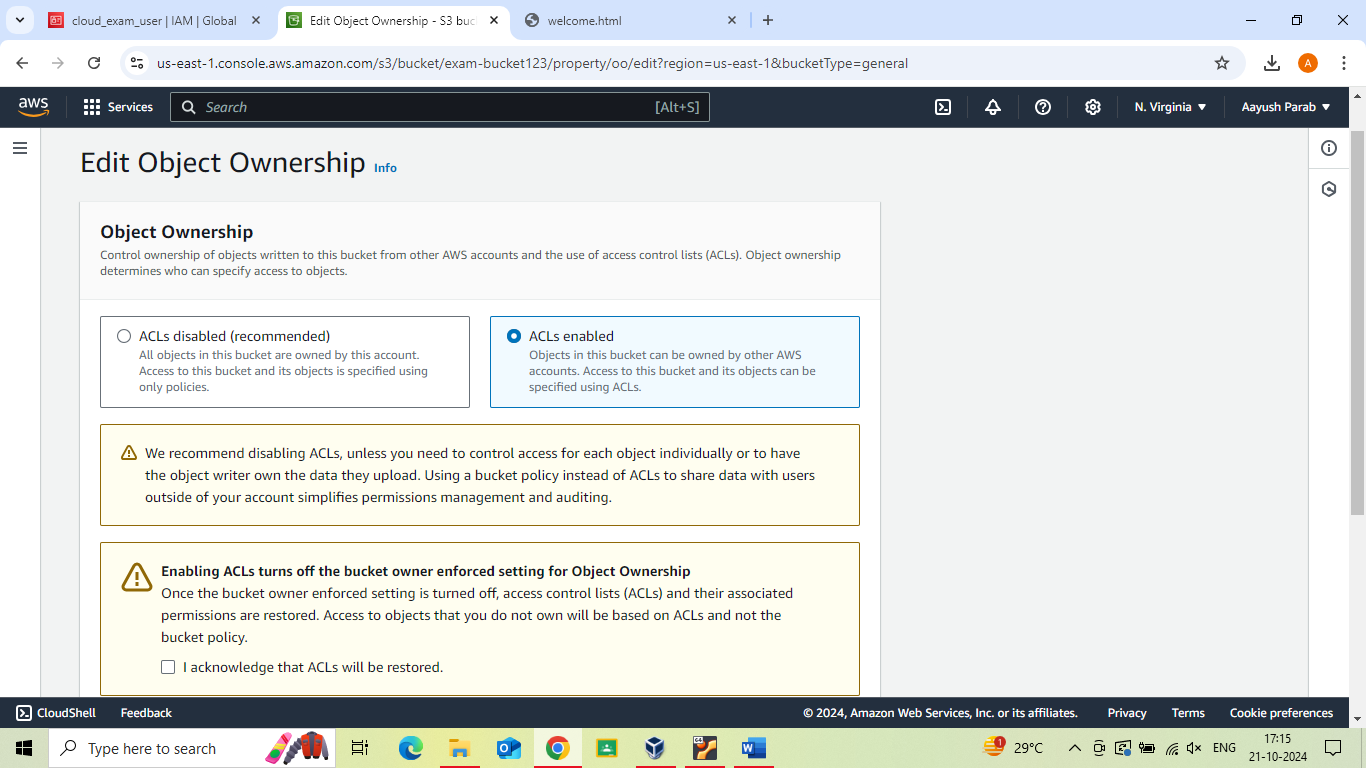 cloud_exam_user | IAM | Global
Edit Object Ownership - S3 buc
welcome.html
us-east-1.console.aws.amazon.com/s3/bucket/exam-bucket123/property/oo/edit?region=us-east-1&bucketType=general
A
aws
Services
Search
[Alt+S]
N. Virginia
Aayush Parab
Edit Object Ownership Info
Object Ownership
Control ownership of objects written to this bucket from other AWS accounts and the use of access control lists (ACLs). Object ownership
determines who can specify access to objects.
ACLs disabled (recommended)
All objects in this bucket are owned by this account.
Access to this bucket and its objects is specified using
only policies.
ACLs enabled
Objects in this bucket can be owned by other AWS
accounts. Access to this bucket and its objects can be
specified using ACLs.
We recommend disabling ACLs, unless you need to control access for each object individually or to have
the object writer own the data they upload. Using a bucket policy instead of ACLs to share data with users
outside of your account simplifies permissions management and auditing.
Enabling ACLs turns off the bucket owner enforced setting for Object Ownership
Once the bucket owner enforced setting is turned off, access control lists (ACLs) and their associated
permissions are restored. Access to objects that you do not own will be based on ACLs and not the
bucket policy.
I acknowledge that ACLs will be restored.
CloudShell
Feedback
© 2024, Amazon Web Services, Inc. or its affiliates.
Privacy
Terms
Cookie preferences
Type here to search
1
29°C
ENG
17:15
21-10-2024